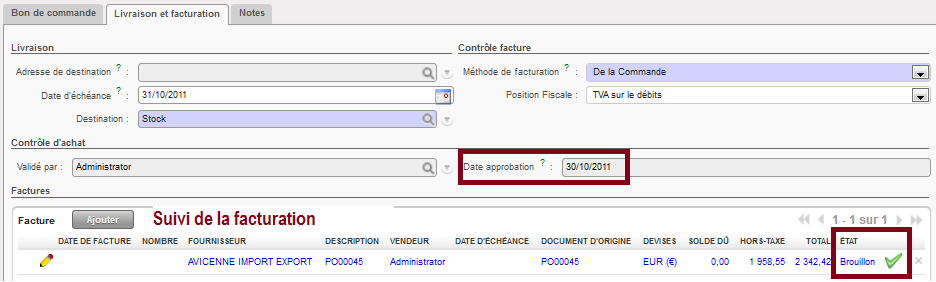 Bon de commande Livraison et facturation Notes
Livraison Contrôle facture
Adresse de destination ? : Méthode de facturation ? : De la Commande
Date d'échéance ? : 31/10/2011 Position Fiscale : TVA sur le débits
Destination : Stock
Contrôle d'achat
Validé par : Administrator Date approbation ? : 30/10/2011
Factures
Facture Ajouter Suivi de la facturation 1 - 1 sur 1
DATE DE FACTURE NOMBRE FOURNISSEUR DESCRIPTION VENDEUR DATE D'ÉCHÉANCE DOCUMENT D'ORIGINE DEVISES SOLDE DÛ HORS-TAXE TOTAL ÉTAT
AVICENNE IMPORT EXPORT PO00045 Administrator PO00045 EUR (€) 0,00 1 958,55 2 342,42 Brouillon